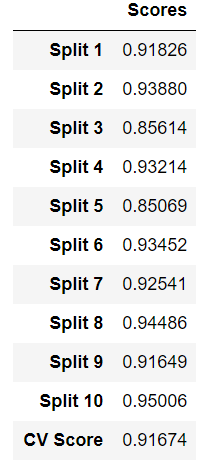 Scores
Split 1 0.91826
Split 2 0.93880
Split 3 0.85614
Split 4 0.93214
Split 5 0.85069
Split 6 0.93452
Split 7 0.92541
Split 8 0.94486
Split 9 0.91649
Split 10 0.95006
CV Score 0.91674